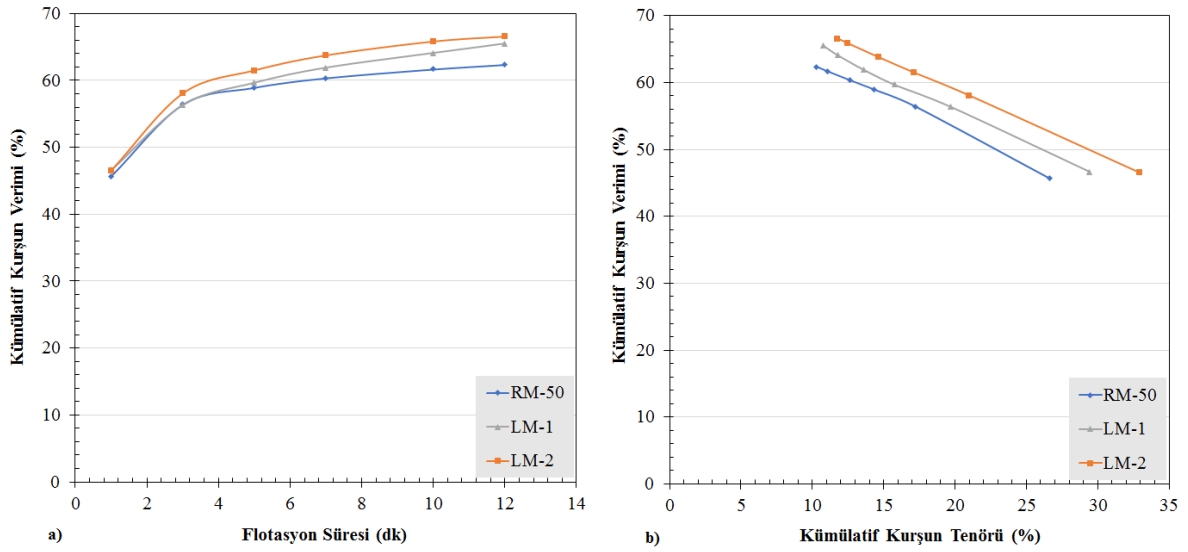 Kümülatif Kurşun Verimi (%)
70
60
50
40
30
20
10
0
0 2 4 6 8 10 12 14
RM-50
LM-1
LM-2
a)
Flotasyon Süresi (dk)
Kümülatif Kurşun Verimi (%)
70
60
50
40
30
20
10
0
0 5 10 15 20 25 30 35
RM-50
LM-1
LM-2
b)
Kümülatif Kurşun Tenörü (%)